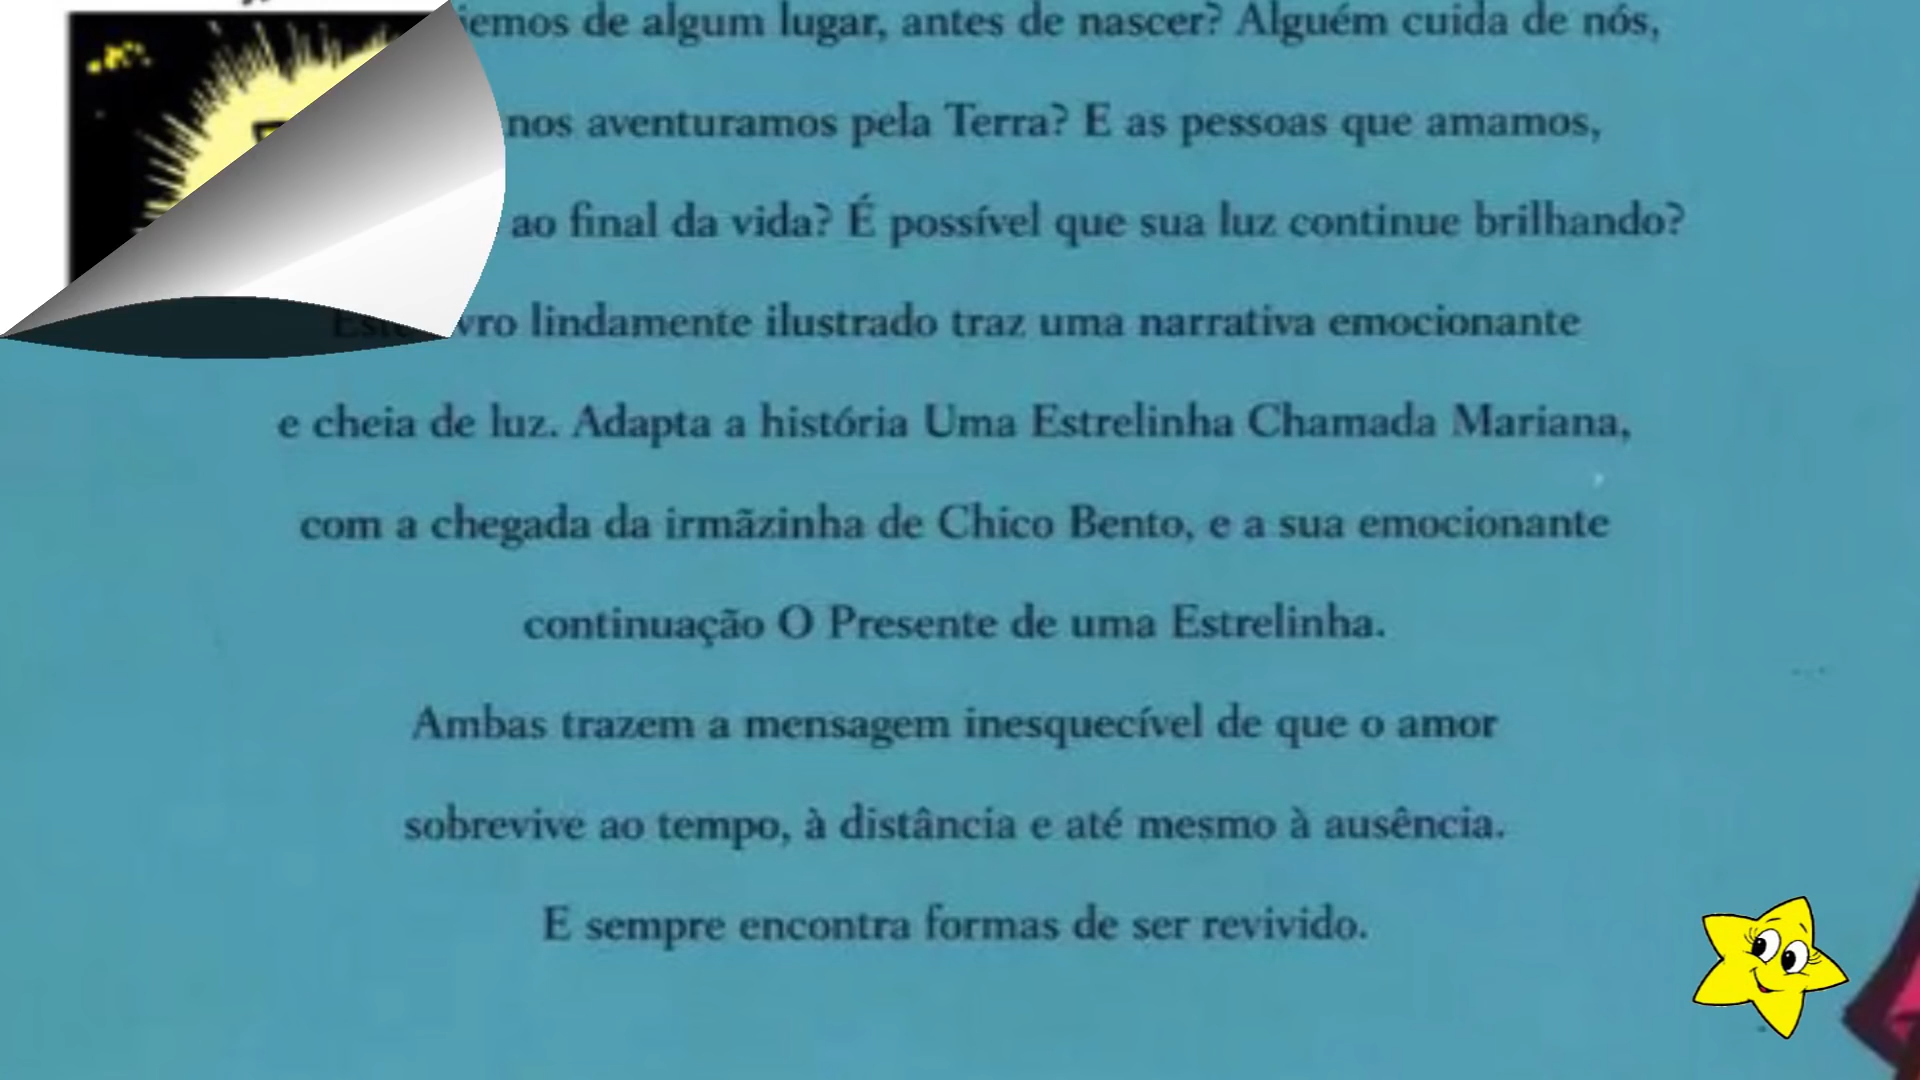 de algum lugar, antes de nascer? Alguém cuida de nós,
nos aventuramos pela Terra? E as pessoas que amamos,
ao final da vida? É possível que sua luz continue brilhando?
lindamente ilustrado traz uma narrativa emocionante
e cheia de luz. Adapta a história Uma Estrelinha Chamada Mariana,
com a chegada da irmãzinha de Chico Bento, e a sua emocionante
continuação O Presente de uma Estrelinha.
Ambas trazem a mensagem inesquecível de que o amor
sobrevive ao tempo, à distância e até mesmo à ausência.
E sempre encontra formas de ser revivido.